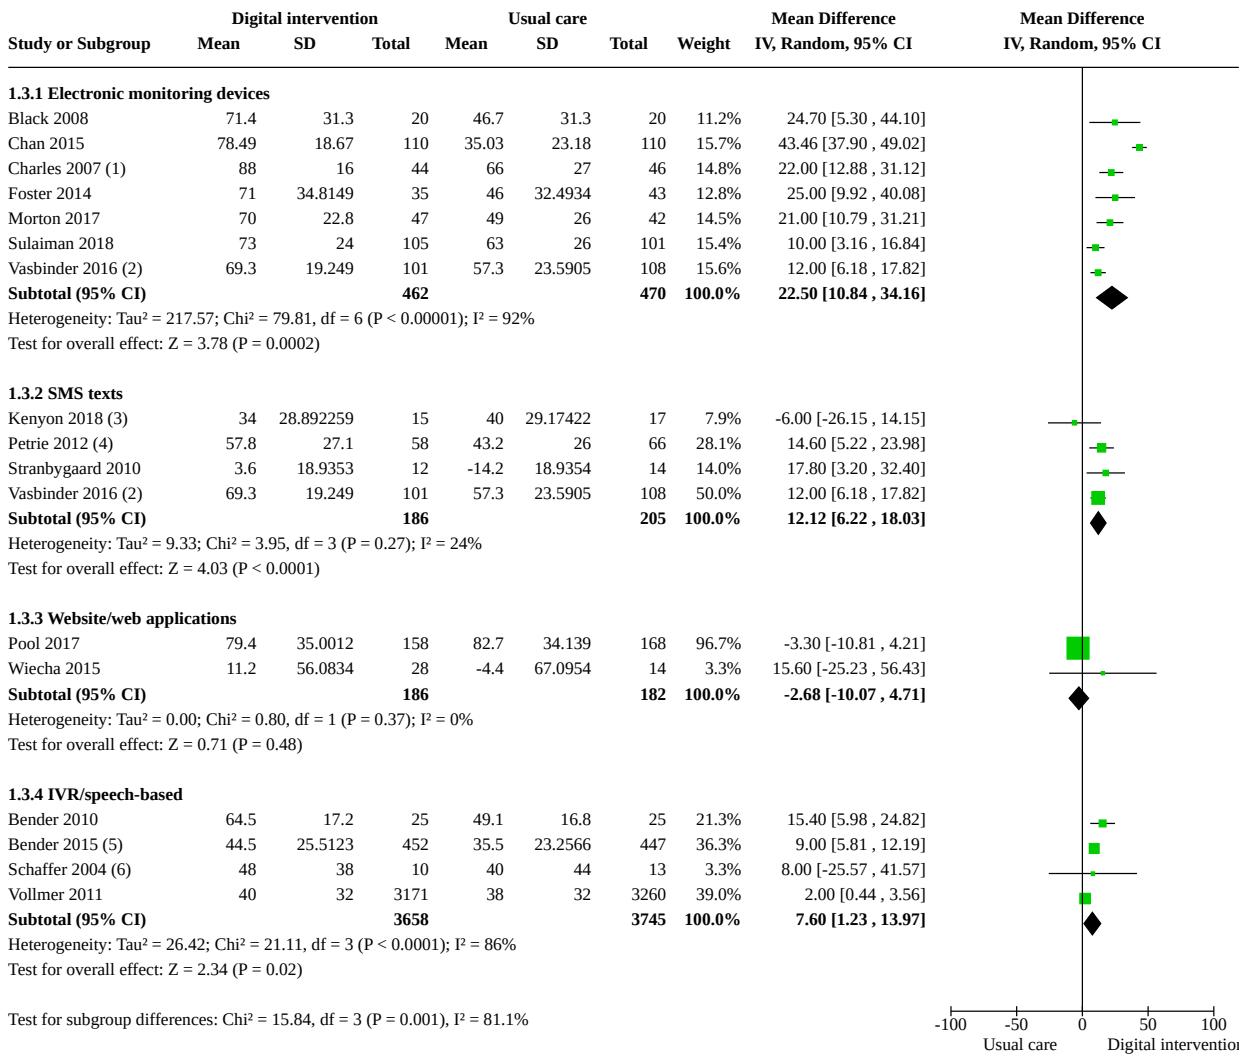 Digital intervention Usual care Mean Difference Mean Difference
Study or Subgroup Mean SD Total Mean SD Total Weight IV, Random, 95% CI IV, Random, 95% CI
1.3.1 Electronic monitoring devices
Black 2008 71.4 31.3 20 46.7 31.3 20 11.2% 24.70 [5.30 , 44.10]
Chan 2015 78.49 18.67 110 35.03 23.18 110 15.7% 43.46 [37.90 , 49.02]
Charles 2007 (1) 88 16 44 66 27 46 14.8% 22.00 [12.88 , 31.12]
Foster 2014 71 34.8149 35 46 32.4934 43 12.8% 25.00 [9.92 , 40.08]
Morton 2017 70 22.8 47 49 26 42 14.5% 21.00 [10.79 , 31.21]
Sulaiman 2018 73 24 105 63 26 101 15.4% 10.00 [3.16 , 16.84]
Vasbinder 2016 (2) 69.3 19.249 101 57.3 23.5905 108 15.6% 12.00 [6.18 , 17.82]
Subtotal (95% CI) 462 470 100.0% 22.50 [10.84 , 34.16]
Heterogeneity: Tau² = 217.57; Chi² = 79.81, df = 6 (P < 0.00001); I² = 92%
Test for overall effect: Z = 3.78 (P = 0.0002)
1.3.2 SMS texts
Kenyon 2018 (3) 34 28.892259 15 40 29.17422 17 7.9% -6.00 [-26.15 , 14.15]
Petrie 2012 (4) 57.8 27.1 58 43.2 26 66 28.1% 14.60 [5.22 , 23.98]
Stranbygaard 2010 3.6 18.9353 12 -14.2 18.9354 14 14.0% 17.80 [3.20 , 32.40]
Vasbinder 2016 (2) 69.3 19.249 101 57.3 23.5905 108 50.0% 12.00 [6.18 , 17.82]
Subtotal (95% CI) 186 205 100.0% 12.12 [6.22 , 18.03]
Heterogeneity: Tau² = 9.33; Chi² = 3.95, df = 3 (P = 0.27); I² = 24%
Test for overall effect: Z = 4.03 (P < 0.0001)
1.3.3 Website/web applications
Pool 2017 79.4 35.0012 158 82.7 34.139 168 96.7% -3.30 [-10.81 , 4.21]
Wiecha 2015 11.2 56.0834 28 -4.4 67.0954 14 3.3% 15.60 [-25.23 , 56.43]
Subtotal (95% CI) 186 182 100.0% -2.68 [-10.07 , 4.71]
Heterogeneity: Tau² = 0.00; Chi² = 0.80, df = 1 (P = 0.37); I² = 0%
Test for overall effect: Z = 0.71 (P = 0.48)
1.3.4 IVR/speech-based
Bender 2010 64.5 17.2 25 49.1 16.8 25 21.3% 15.40 [5.98 , 24.82]
Bender 2015 (5) 44.5 25.5123 452 35.5 23.2566 447 36.3% 9.00 [5.81 , 12.19]
Schaffer 2004 (6) 48 38 10 40 44 13 3.3% 8.00 [-25.57 , 41.57]
Vollmer 2011 40 32 3171 38 32 3260 39.0% 2.00 [0.44 , 3.56]
Subtotal (95% CI) 3658 3745 100.0% 7.60 [1.23 , 13.97]
Heterogeneity: Tau² = 26.42; Chi² = 21.11, df = 3 (P < 0.0001); I² = 86%
Test for overall effect: Z = 2.34 (P = 0.02)
Test for subgroup differences: Chi² = 15.84, df = 3 (P = 0.001), I² = 81.1%
-100 -50 0 50 100
Usual care Digital intervention